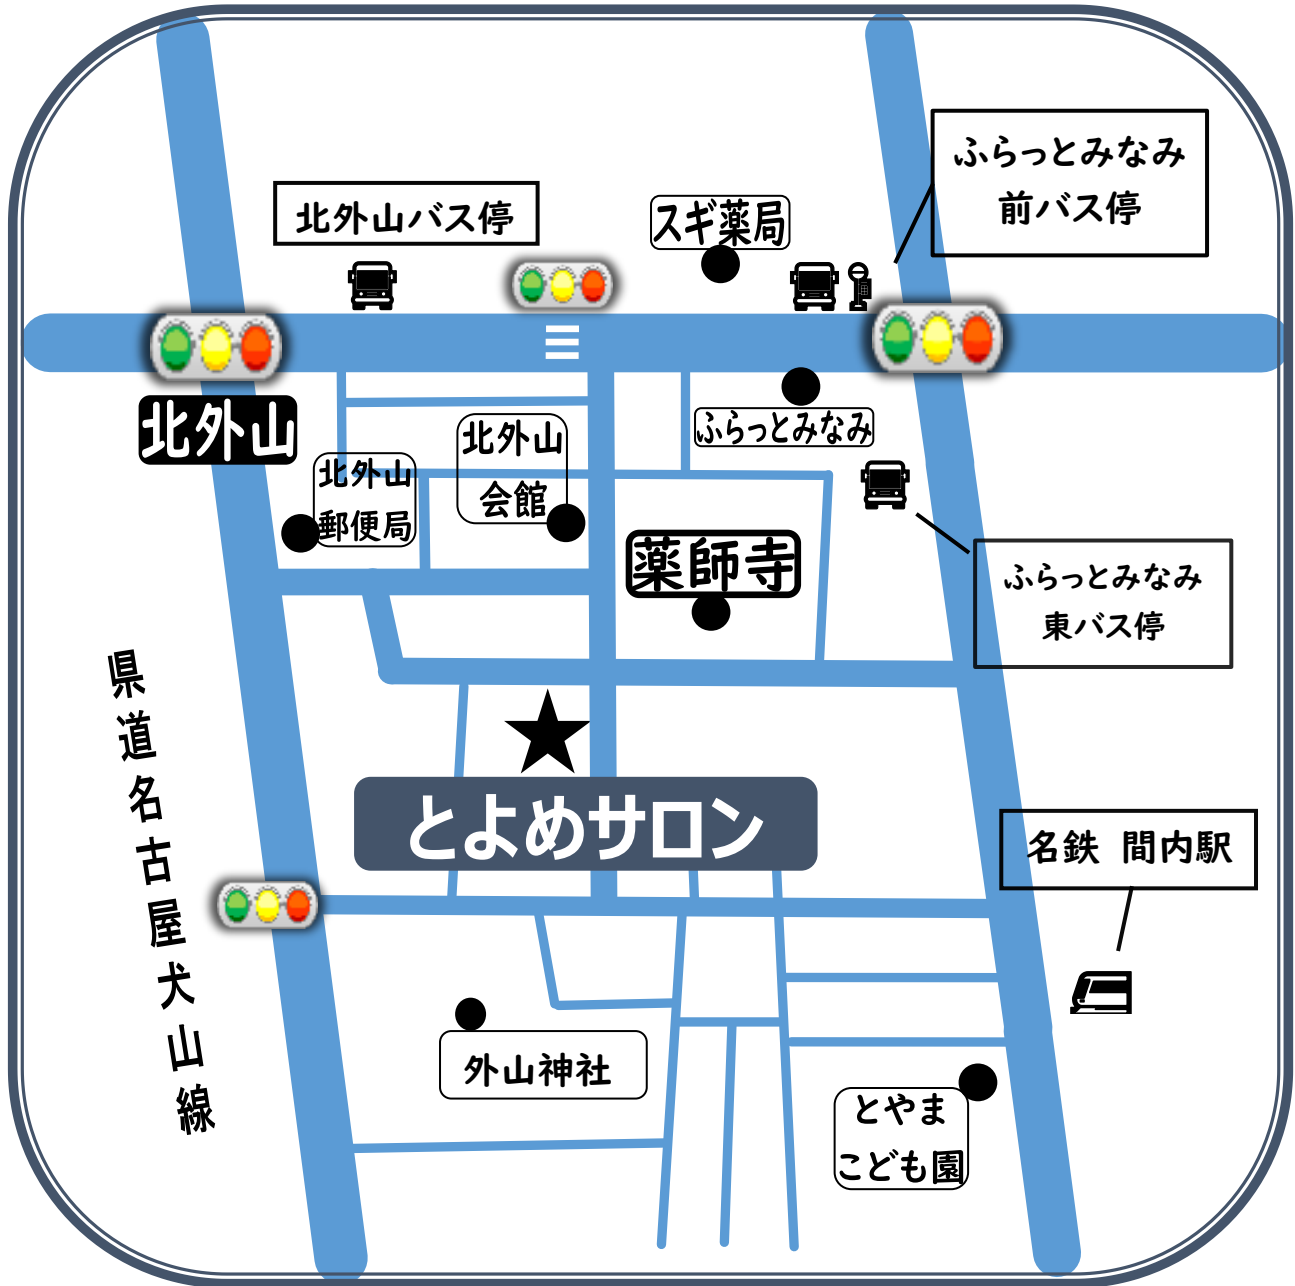 ふらっとみなみ
前バス停
北外山バス停
スギ薬局
北外山
ふらっとみなみ
北外山
会館
北外山
郵便局
薬師寺
ふらっとみなみ
東バス停
県道名古屋犬山線
とよめサロン
名鉄 間内駅
外山神社
とやま
こども園